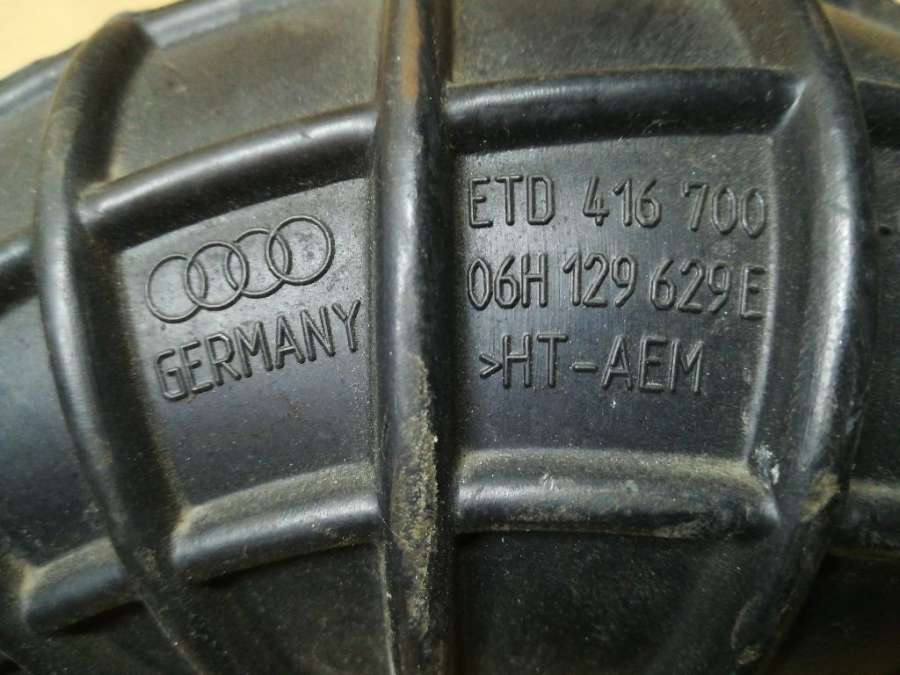 GERMANY
ETD 416 700
06H 129 629 E
>HT-AEM